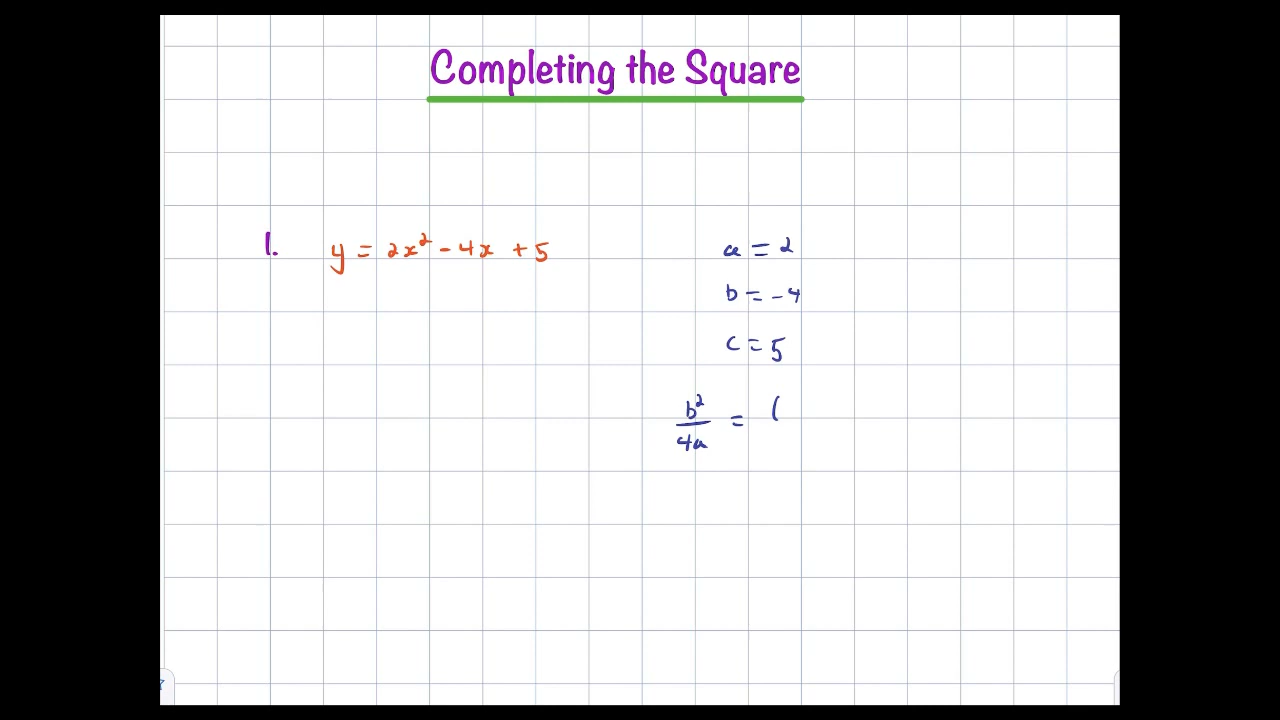 Completing the Square
1. y = 2x² - 4x + 5
a = 2
b = -4
c = 5
b²/4a = (